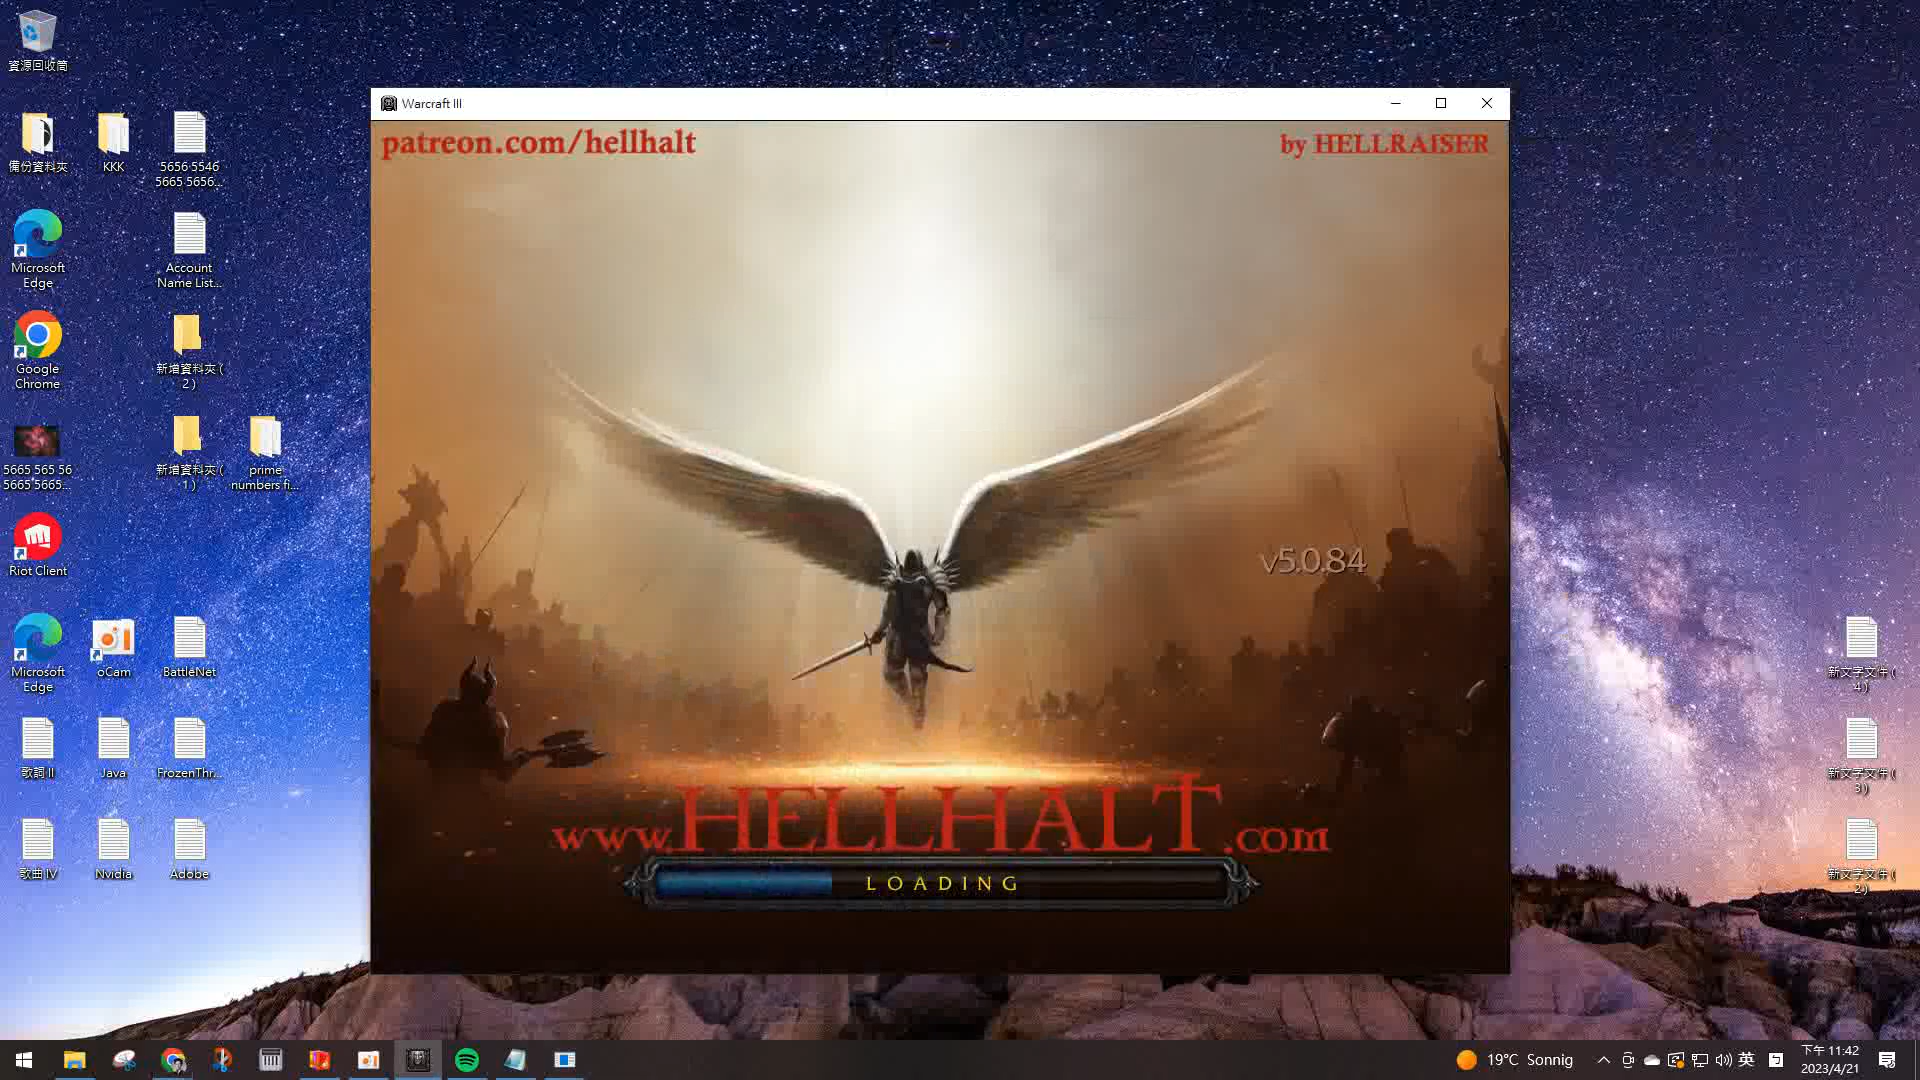 資源回收筒
備份資料夾
KKK
5656 5546
5665 5656...
Microsoft
Edge
Account
Name List...
Google
Chrome
新增資料夾 (
2 )
5665 565 56
5665 5665...
新增資料夾 (
1 )
prime
numbers fi...
Riot Client
Microsoft
Edge
oCam
BattleNet
歌詞 II
Java
FrozenThr...
歌曲 IV
Nvidia
Adobe
Warcraft III
patreon.com/hellhalt
by HELLRAISER
v5.0.84
www.HELLHALT.com
LOADING
新文字文件 (
4 )
新文字文件 (
3 )
新文字文件 (
2 )
19°C Sonnig
英
下午 11:42
2023/4/21